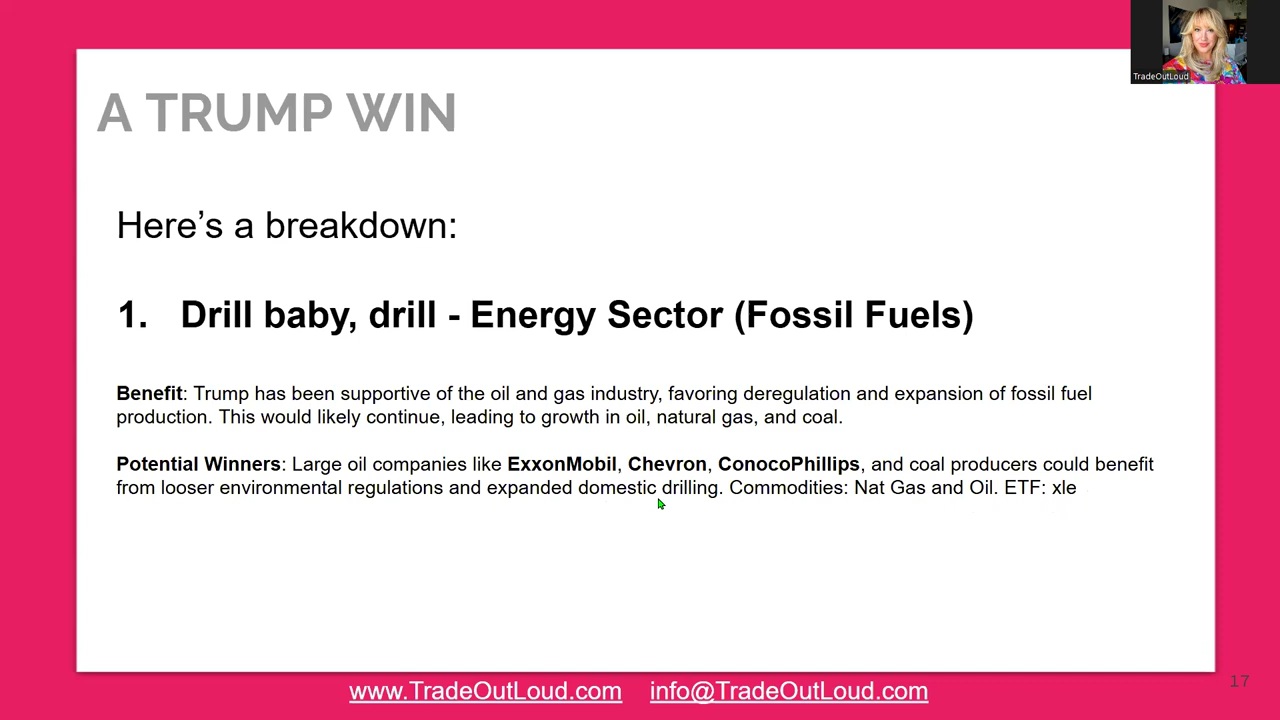 TradeOutLoud
A TRUMP WIN
Here’s a breakdown:
1. Drill baby, drill - Energy Sector (Fossil Fuels)
Benefit: Trump has been supportive of the oil and gas industry, favoring deregulation and expansion of fossil fuel
production. This would likely continue, leading to growth in oil, natural gas, and coal.
Potential Winners: Large oil companies like ExxonMobil, Chevron, ConocoPhillips, and coal producers could benefit
from looser environmental regulations and expanded domestic drilling. Commodities: Nat Gas and Oil. ETF: xle
www.TradeOutLoud.com info@TradeOutLoud.com
17